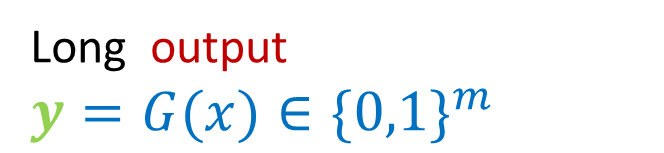 Long output
y = G(x) ∈ {0,1}^m